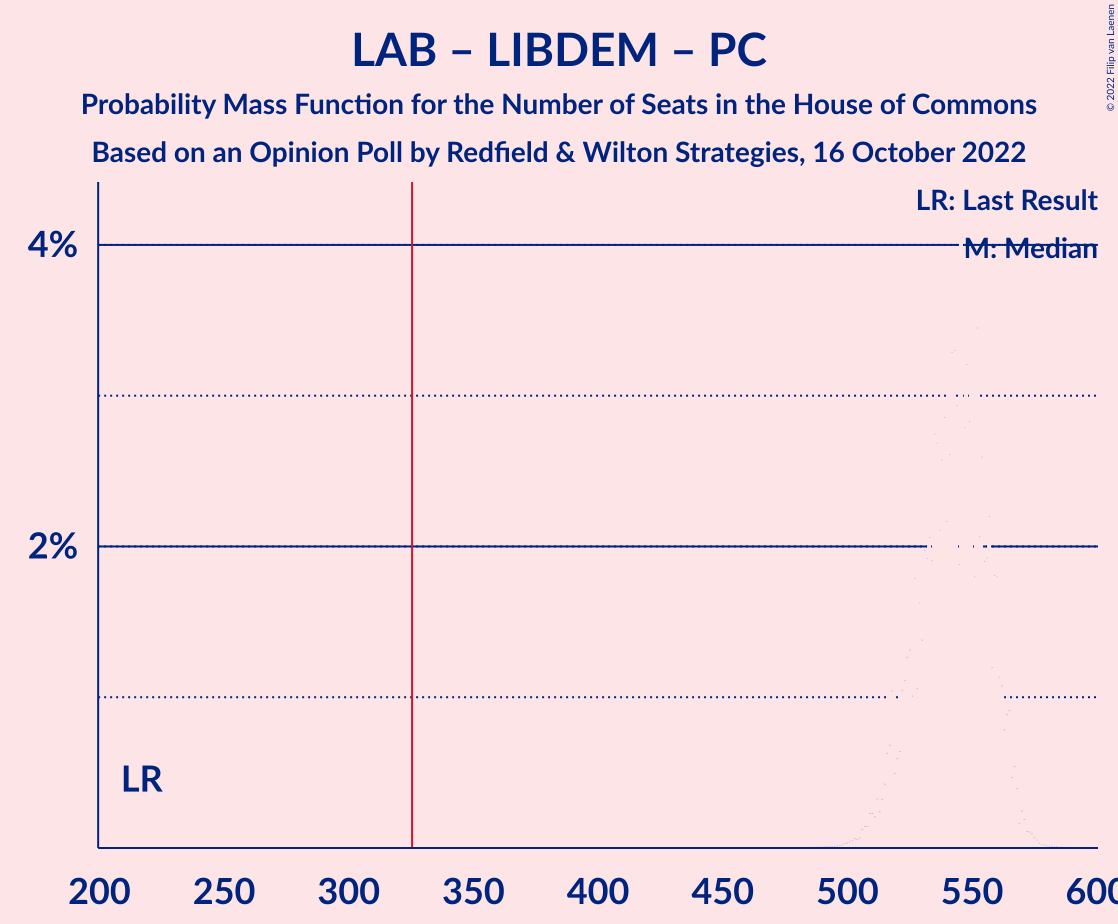 LAB – LIBDEM – PC
Probability Mass Function for the Number of Seats in the House of Commons
Based on an Opinion Poll by Redfield & Wilton Strategies, 16 October 2022
© 2022 Filip van Laenen
LR: Last Result
M: Median
4%
2%
LR
200 250 300 350 400 450 500 550 600